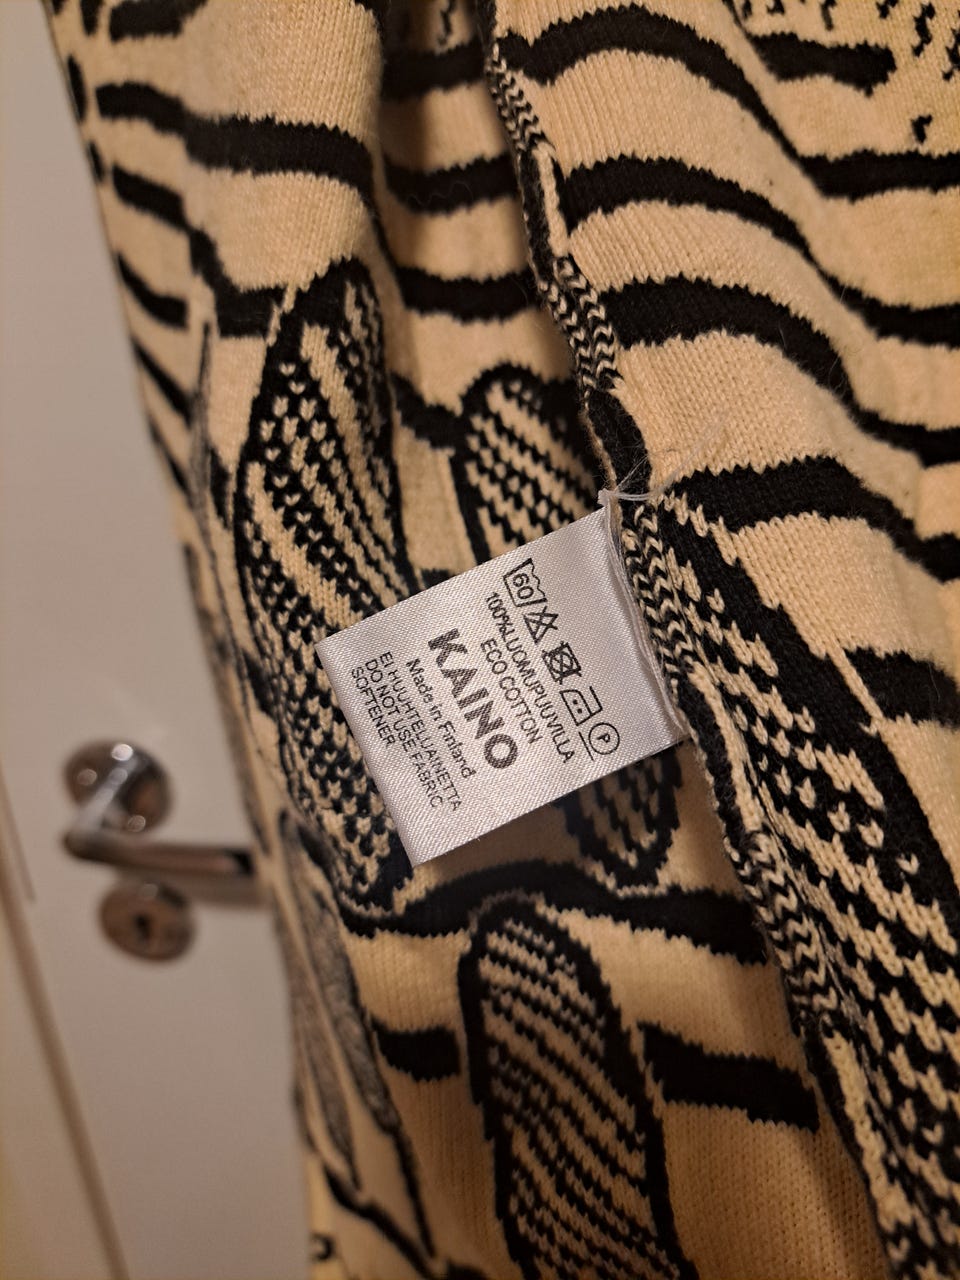 60
P
100%LUOMUPUUVILLA
ECO COTTON
KAINO
Made in Finland
EI HUUHTELUAINETTA
DO NOT USE FABRIC
SOFTENER